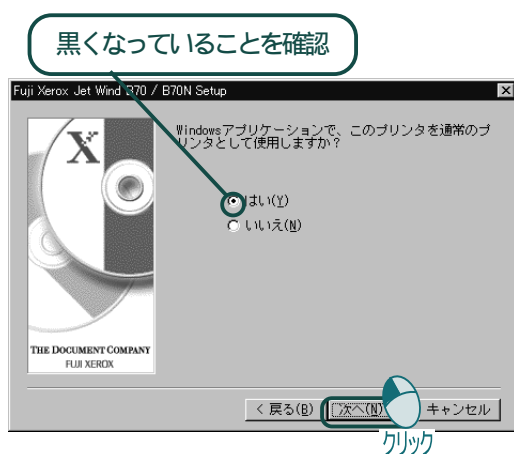 黒くなっていることを確認
Fuji Xerox Jet Wind B70 / B70N Setup
Windowsアプリケーションで、このプリンタを通常のプ
リンタとして使用しますか？
はい(Y)
いいえ(N)
X
THE DOCUMENT COMPANY
FUJI XEROX
< 戻る(B)
次へ(N)
キャンセル
クリック